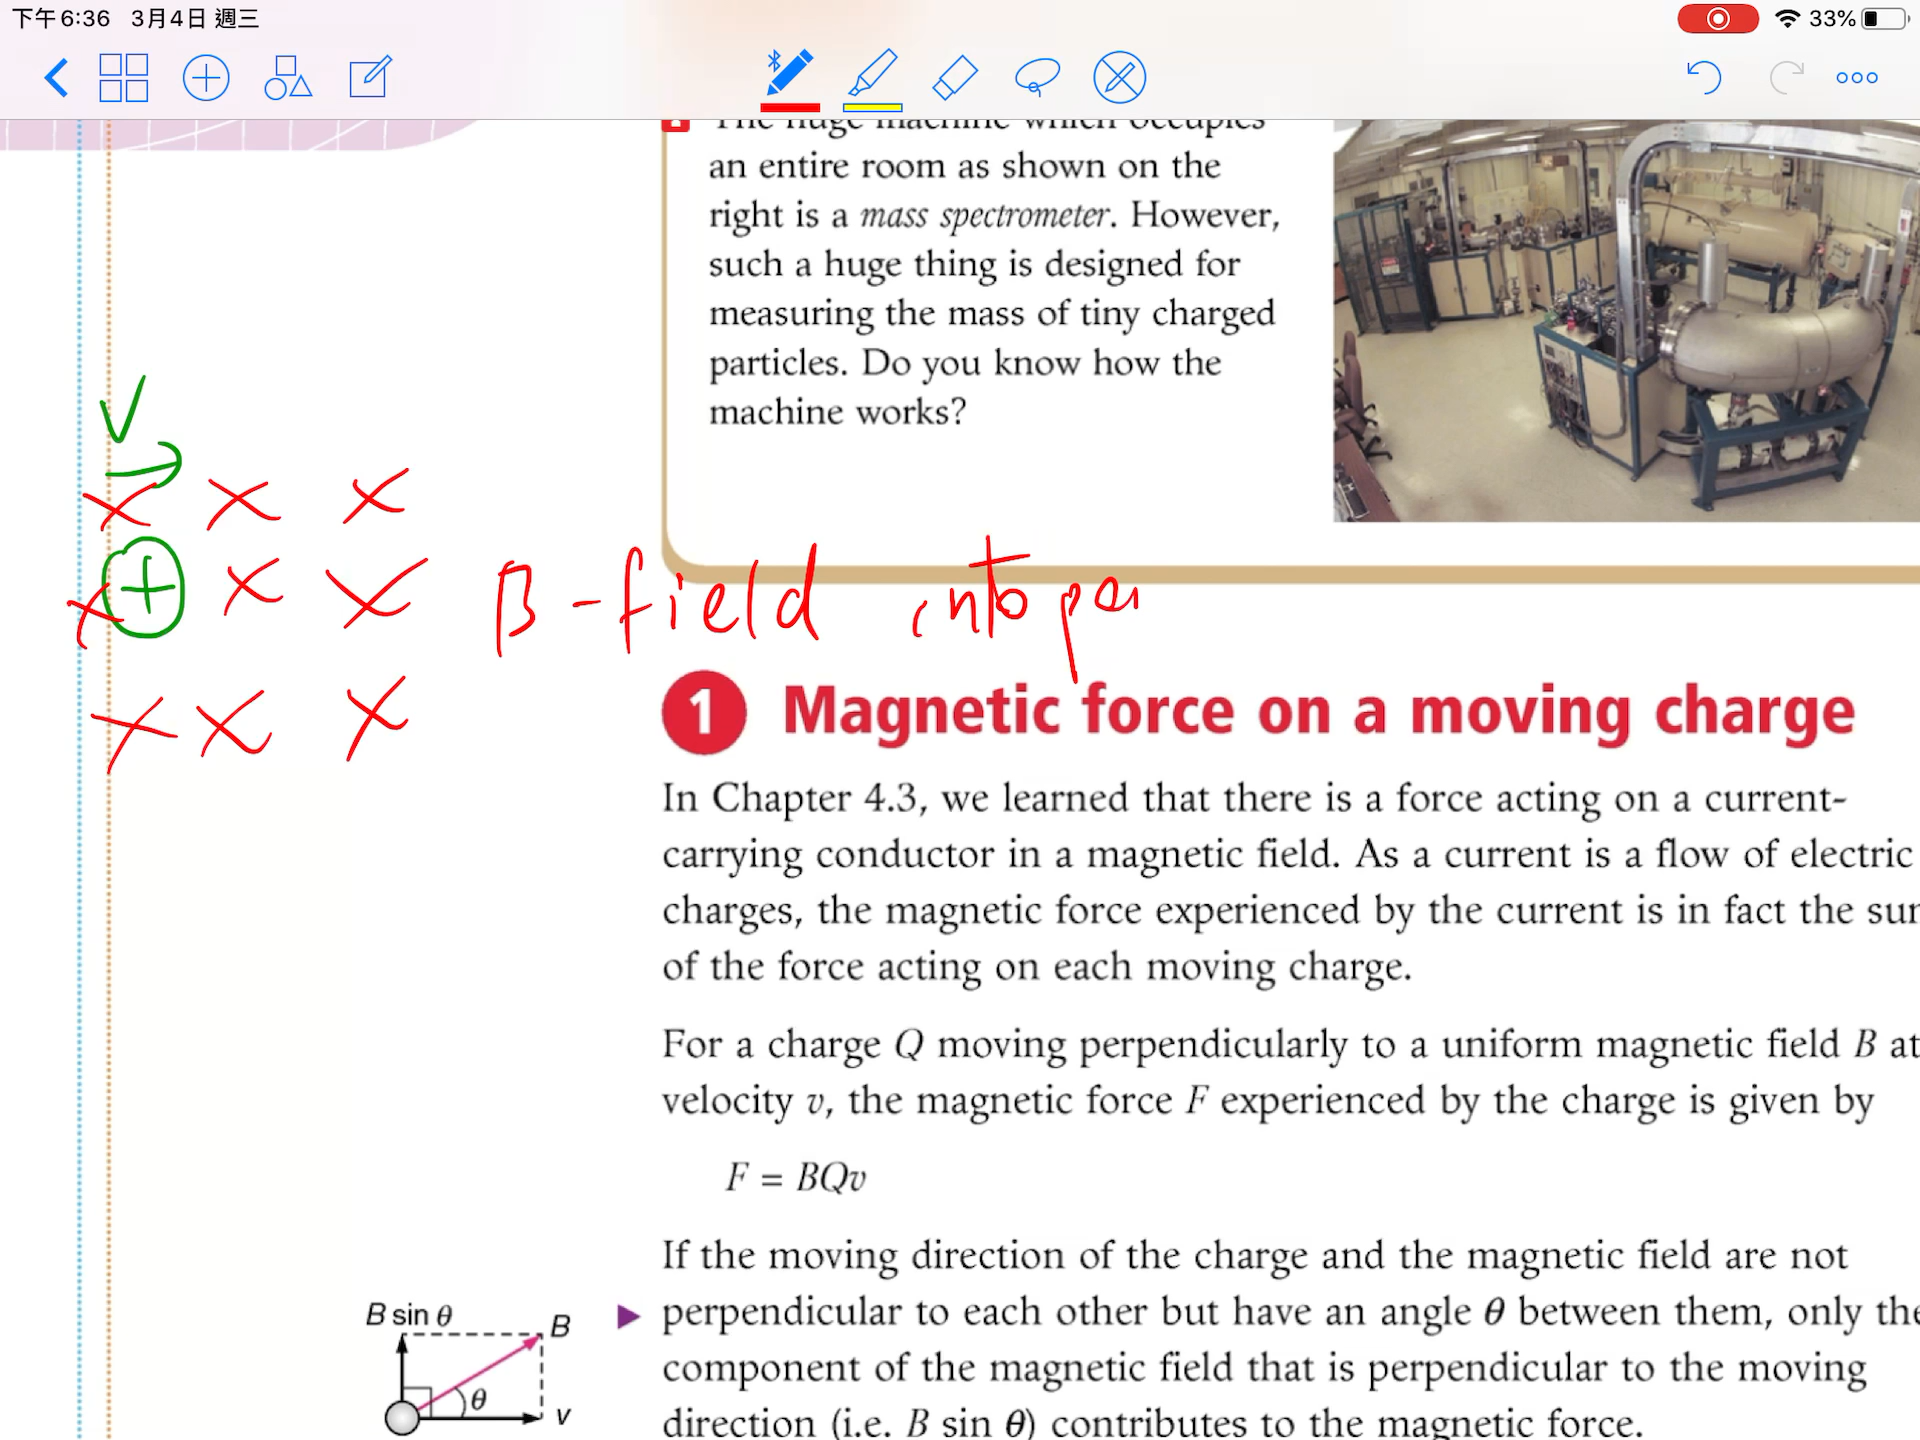 下午6:36 3月4日 週三
33%
The huge machine which occupies
an entire room as shown on the
right is a mass spectrometer. However,
such a huge thing is designed for
measuring the mass of tiny charged
particles. Do you know how the
machine works?
V
X X X
+ X X X
X X X
B-field into
1 Magnetic force on a moving charge
In Chapter 4.3, we learned that there is a force acting on a current-
carrying conductor in a magnetic field. As a current is a flow of electric
charges, the magnetic force experienced by the current is in fact the
of the force acting on each moving charge.
For a charge Q moving perpendicularly to a uniform magnetic field B at
velocity v, the magnetic force F experienced by the charge is given by
F = BQv
If the moving direction of the charge and the magnetic field are not
perpendicular to each other but have an angle θ between them, only the
component of the magnetic field that is perpendicular to the moving
direction (i.e. B sin θ) contributes to the magnetic force.
B sin θ
B
θ
v